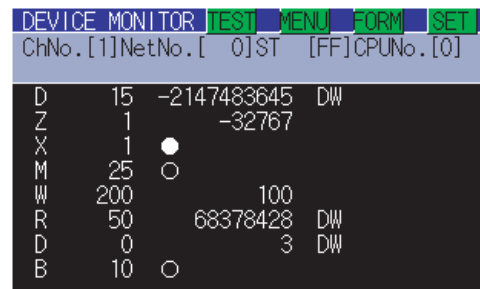 DEVICE MONITOR TEST MENU FORM SET
ChNo.[1]NetNo.[ 0]ST [FF]CPUNo.[0]
D 15 -2147483645 DW
Z 1 -32767
X 1 ●
M 25 ○
W 200 100
R 50 68378428 DW
D 0 3 DW
B 10 ○